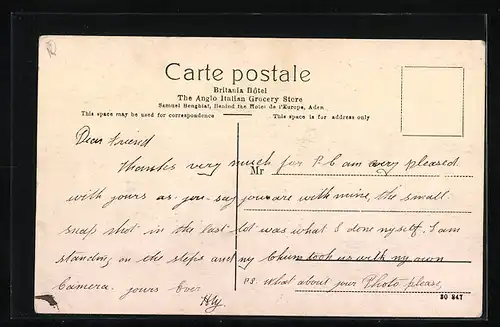 Carte postale
Britania Hôtel
The Anglo Italian Grocery Store
Samuel Benghiat, Behind the Hotel de l'Europe, Aden
This space may be used for correspondence
This space is for address only
Dear Friend
thanks very much for P.C am very pleased
Mr
with yours as you say you are with mine, the small
snap shot in the last lot was what I done myself. I am
standing on the steps and my Chum took us with my own
Camera. yours Ever
P.S. what about your Photo please,
30 847